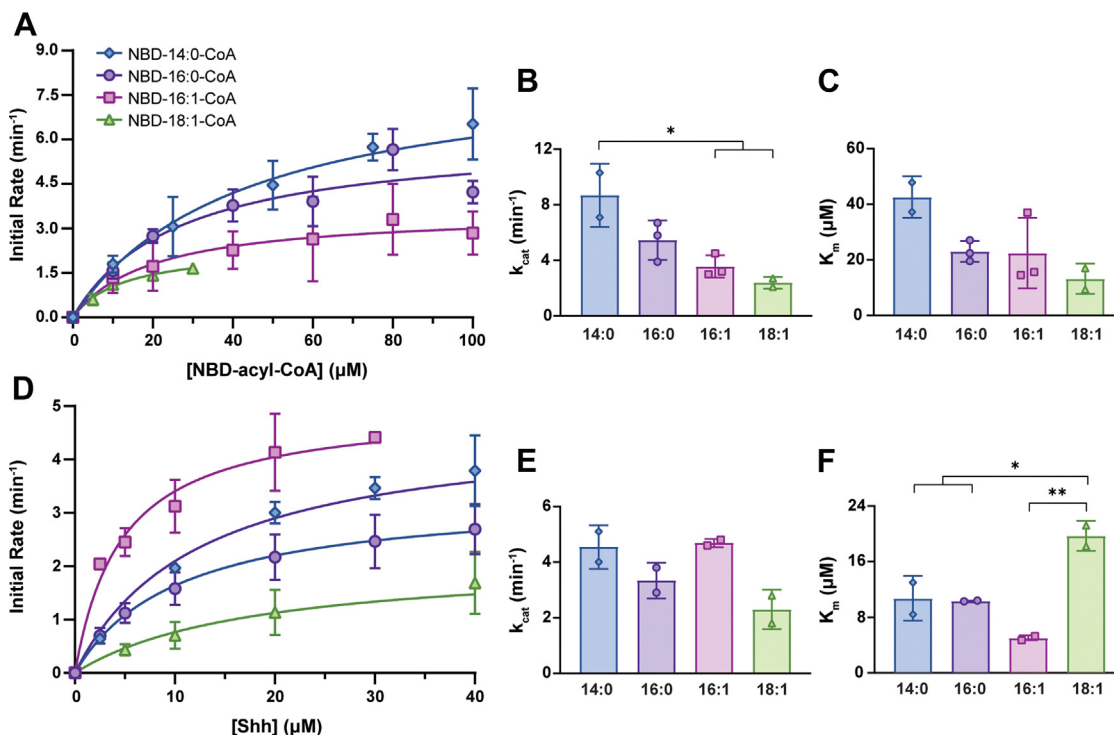 A
9.0
7.5
6.0
4.5
3.0
1.5
0.0
Initial Rate (min⁻¹)
NBD-14:0-CoA
NBD-16:0-CoA
NBD-16:1-CoA
NBD-18:1-CoA
0 20 40 60 80 100
[NBD-acyl-CoA] (µM)
B
12
8
4
0
k_cat (min⁻¹)
*
14:0 16:0 16:1 18:1
C
60
40
20
0
K_m (µM)
14:0 16:0 16:1 18:1
D
5
4
3
2
1
0
Initial Rate (min⁻¹)
0 10 20 30 40
[Shh] (µM)
E
6
4
2
0
k_cat (min⁻¹)
14:0 16:0 16:1 18:1
F
24
16
8
0
K_m (µM)
*
**
14:0 16:0 16:1 18:1